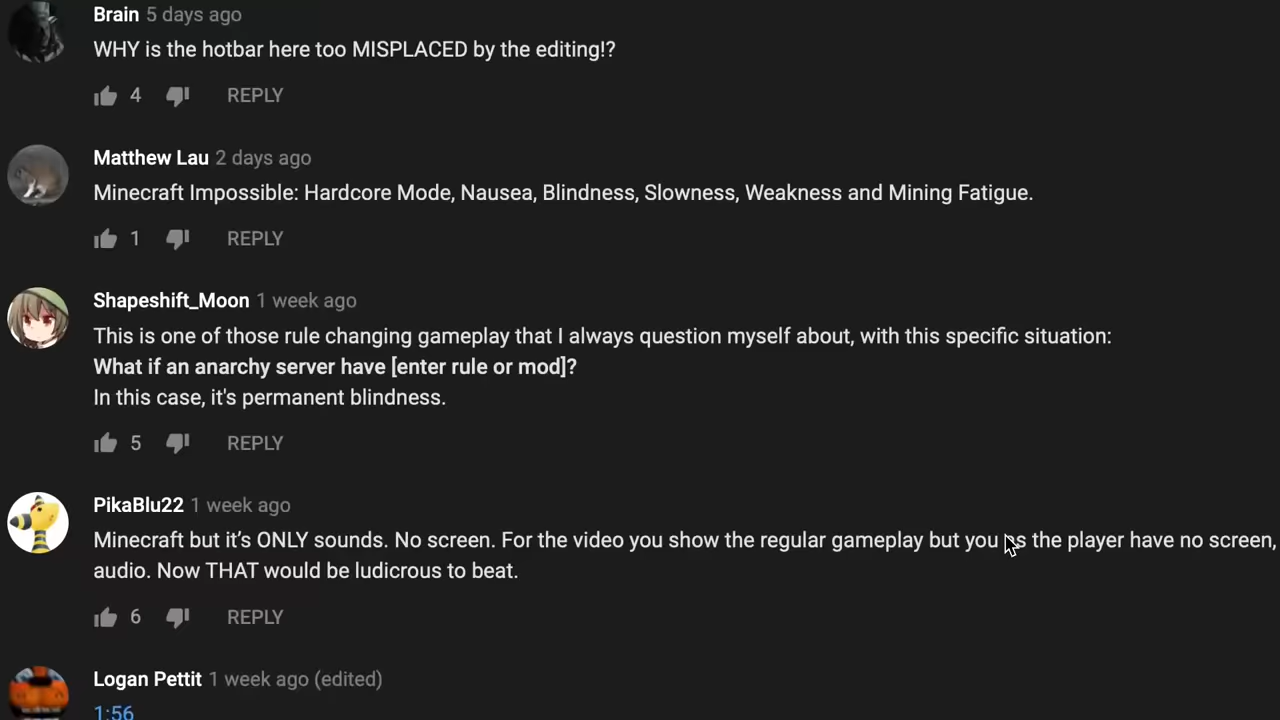 Brain 5 days ago
WHY is the hotbar here too MISPLACED by the editing!?
4 REPLY
Matthew Lau 2 days ago
Minecraft Impossible: Hardcore Mode, Nausea, Blindness, Slowness, Weakness and Mining Fatigue.
1 REPLY
Shapeshift_Moon 1 week ago
This is one of those rule changing gameplay that I always question myself about, with this specific situation:
What if an anarchy server have [enter rule or mod]?
In this case, it's permanent blindness.
5 REPLY
PikaBlu22 1 week ago
Minecraft but it’s ONLY sounds. No screen. For the video you show the regular gameplay but you as the player have no screen,
audio. Now THAT would be ludicrous to beat.
6 REPLY
Logan Pettit 1 week ago (edited)
1:56